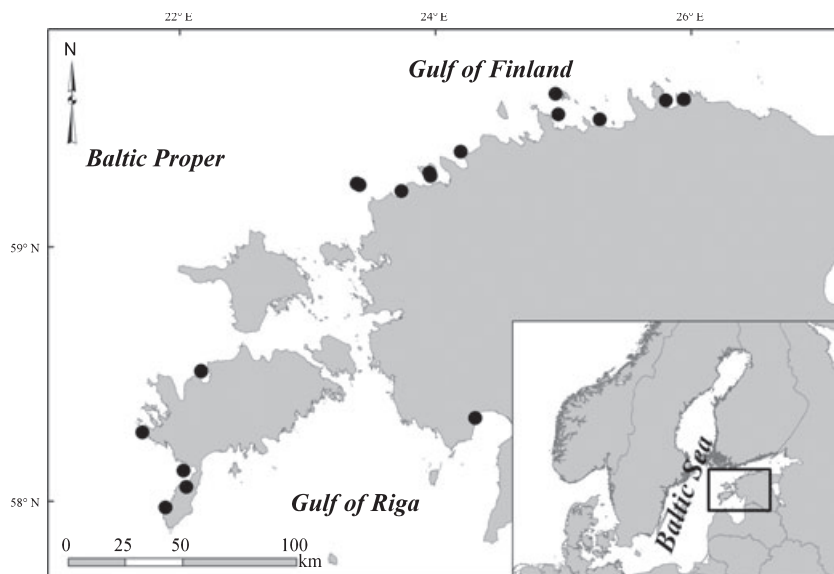 22° E 24° E 26° E
N
Gulf of Finland
Baltic Proper
59° N
58° N
Gulf of Riga
Baltic Sea
0 25 50 100
km